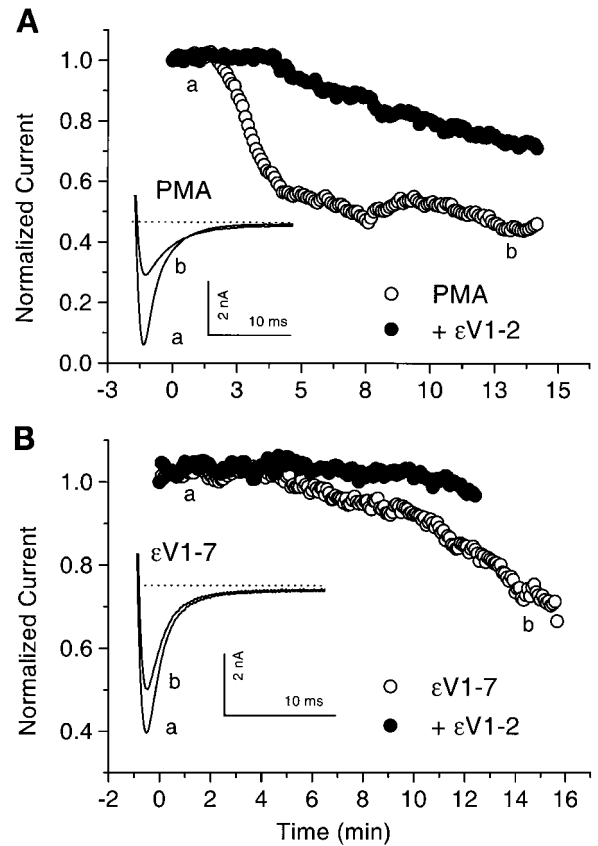 A
Normalized Current
1.0
0.8
0.6
0.4
0.2
0.0
a
PMA
b
a
2 nA
10 ms
b
PMA
+ εV1-2
-3 0 3 5 8 10 13 15
B
Normalized Current
1.0
0.8
0.6
0.4
a
εV1-7
b
a
2 nA
10 ms
b
εV1-7
+ εV1-2
-2 0 2 4 6 8 10 12 14 16
Time (min)